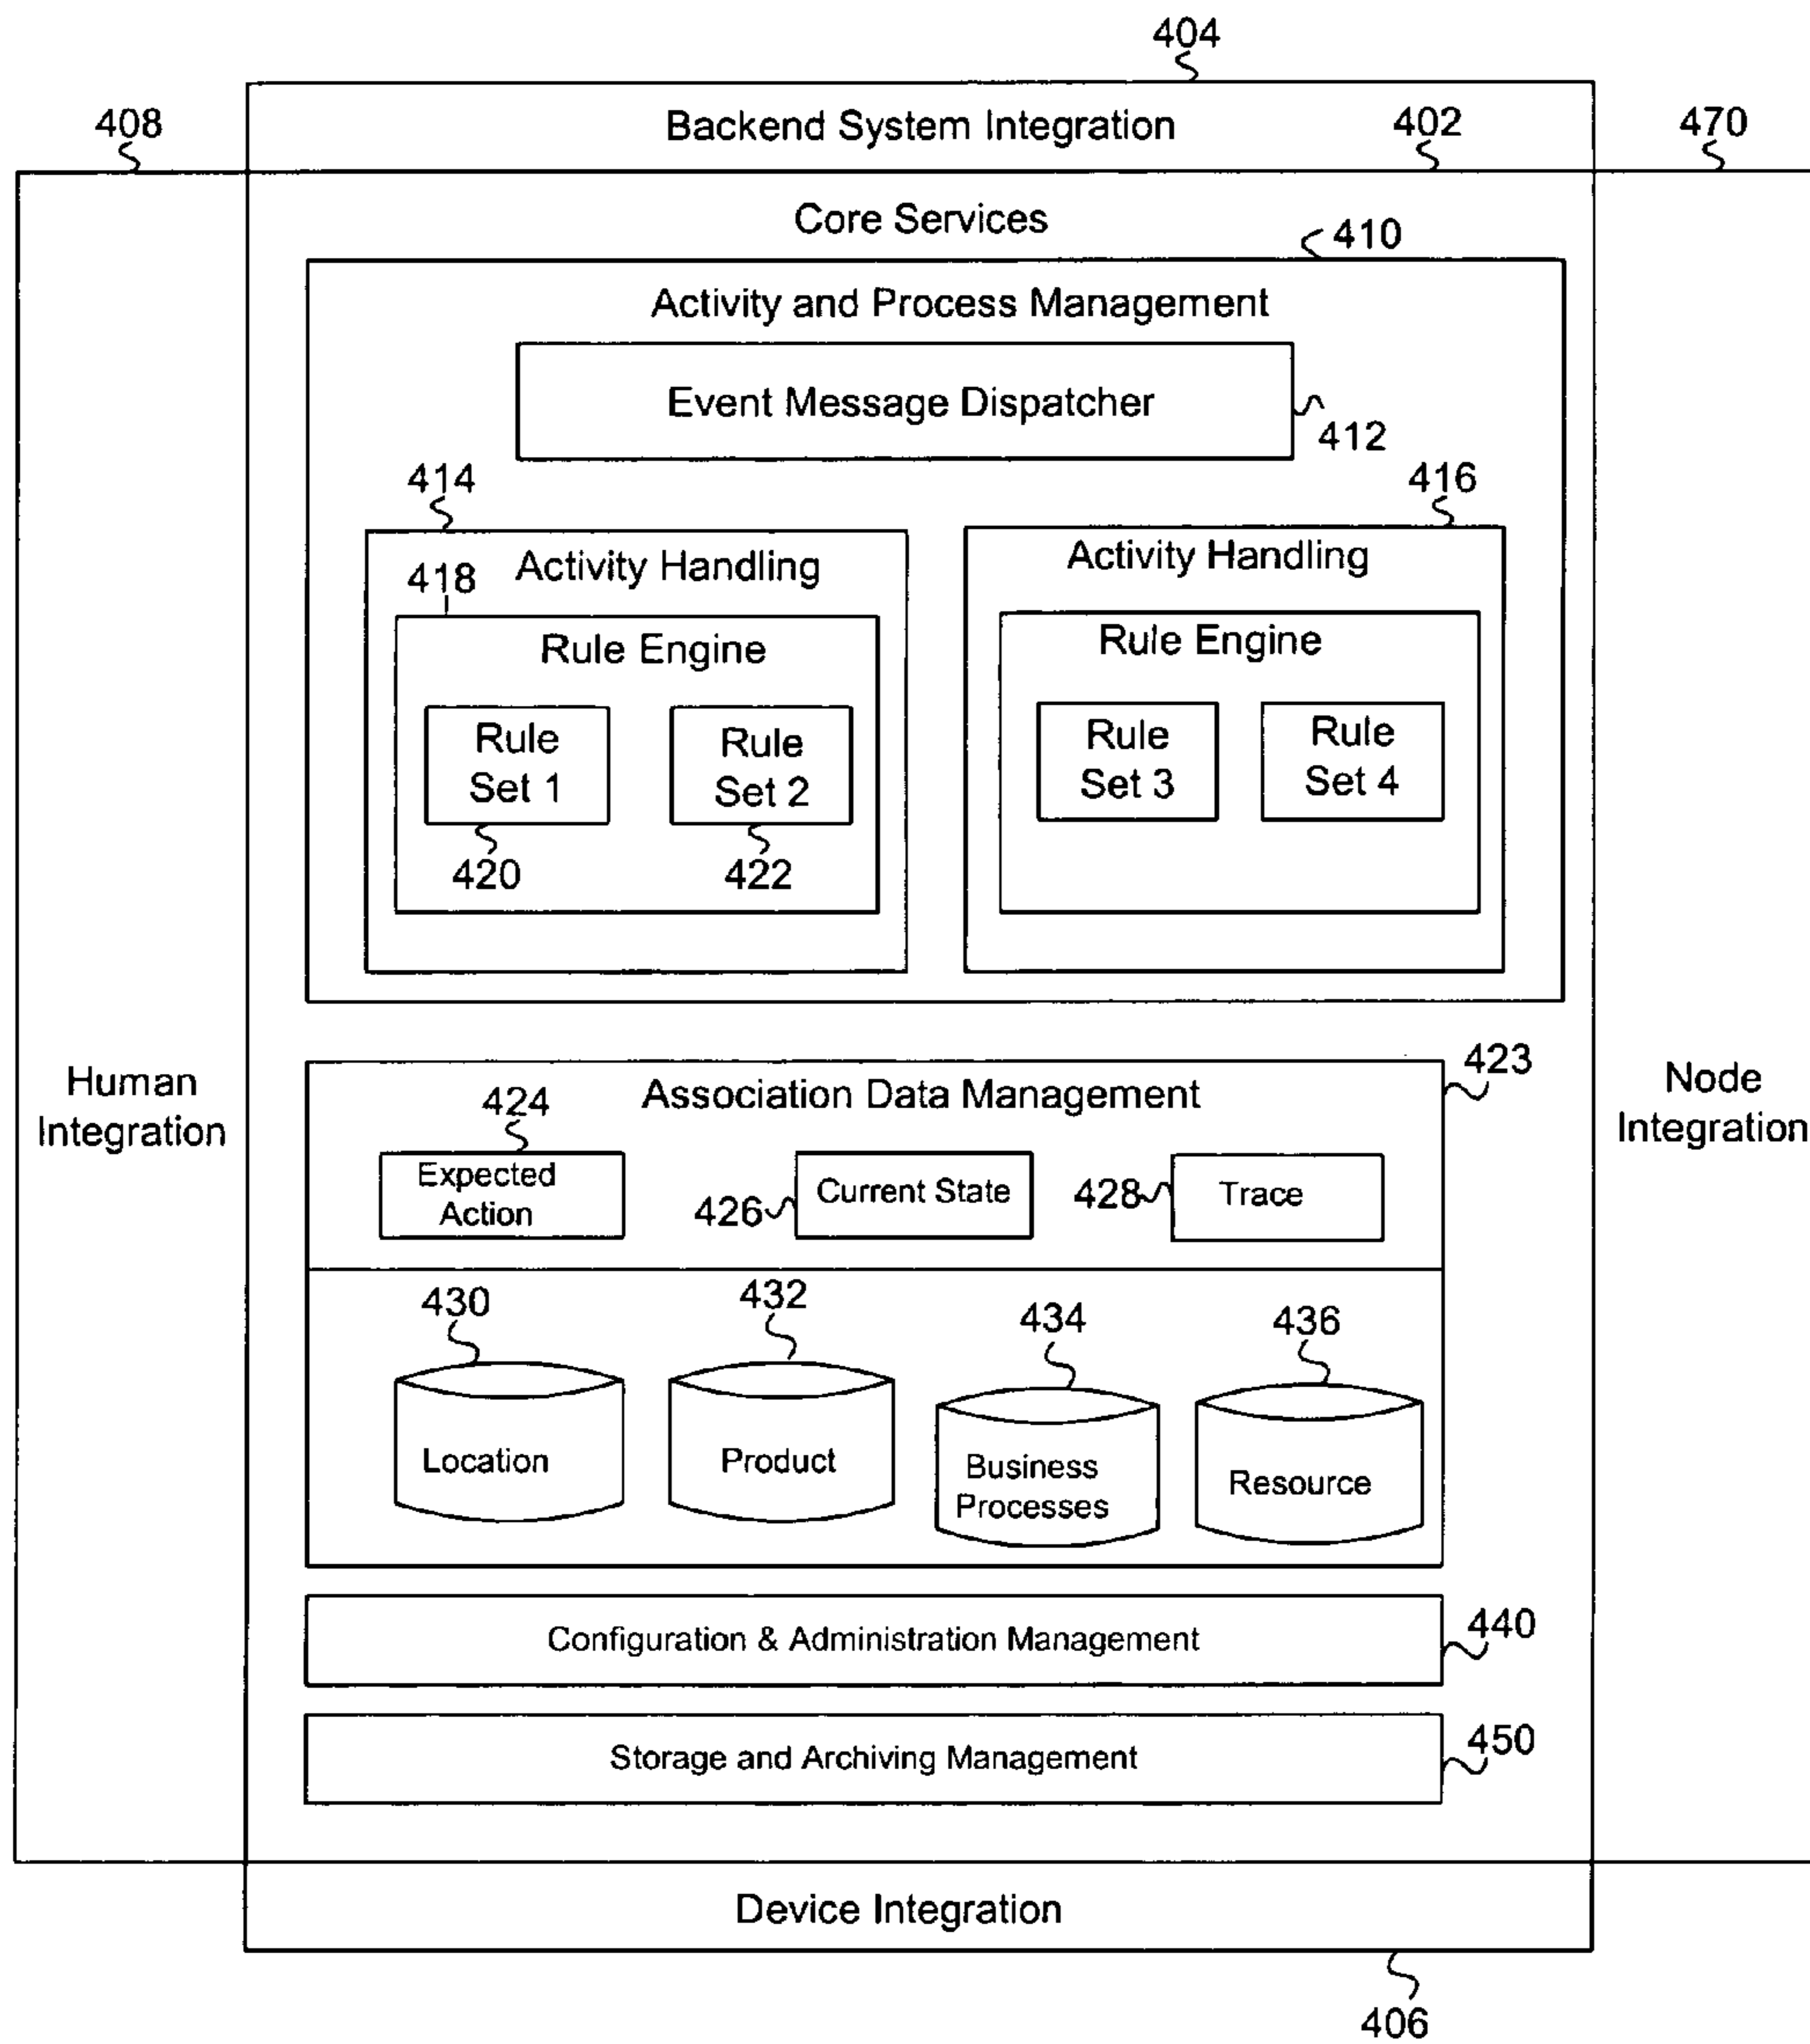 404
Backend System Integration
408
402
470
Core Services
410
Activity and Process Management
Event Message Dispatcher
412
414
416
Activity Handling
418
Rule Engine
Rule
Set 1
Rule
Set 2
420
422
Activity Handling
Rule Engine
Rule
Set 3
Rule
Set 4
Human
Integration
Node
Integration
423
Association Data Management
424
Expected
Action
426
Current State
428
Trace
430
432
434
436
Location
Product
Business
Processes
Resource
Configuration & Administration Management
440
Storage and Archiving Management
450
Device Integration
406